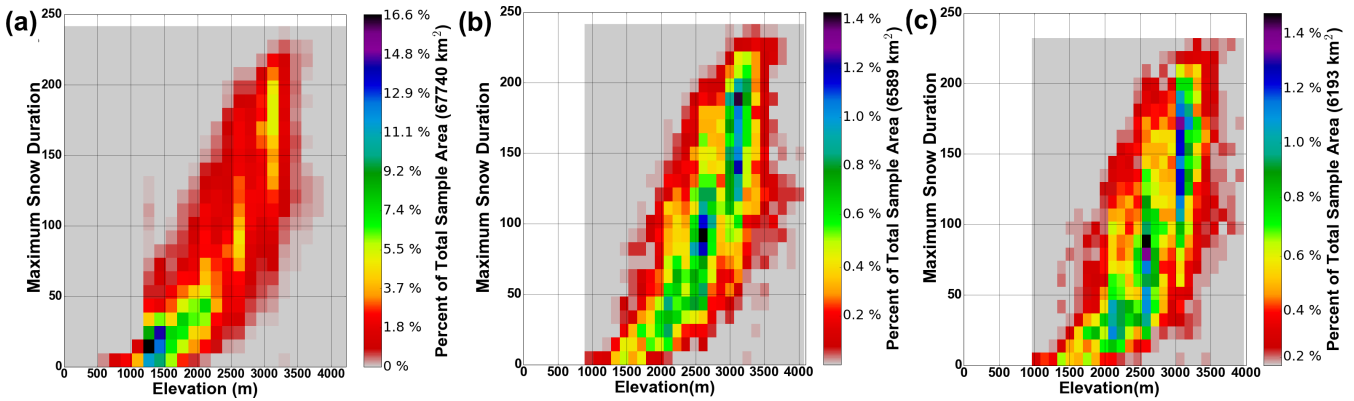 (a)
Maximum Snow Duration
250
200
150
100
50
0
0 500 1000 1500 2000 2500 3000 3500 4000
Elevation (m)
16.6 %
14.8 %
12.9 %
11.1 %
9.2 %
7.4 %
5.5 %
3.7 %
1.8 %
0 %
Percent of Total Sample Area (67740 km2)
(b)
Maximum Snow Duration
250
200
150
100
50
0
0 500 1000 1500 2000 2500 3000 3500 4000
Elevation(m)
1.4 %
1.2 %
1.0 %
0.8 %
0.6 %
0.4 %
0.2 %
Percent of Total Sample Area (6589 km2)
(c)
Maximum Snow Duration
250
200
150
100
50
0
0 500 1000 1500 2000 2500 3000 3500 4000
Elevation(m)
1.4 %
1.2 %
1.0 %
0.8 %
0.6 %
0.4 %
0.2 %
Percent of Total Sample Area (6193 km2)